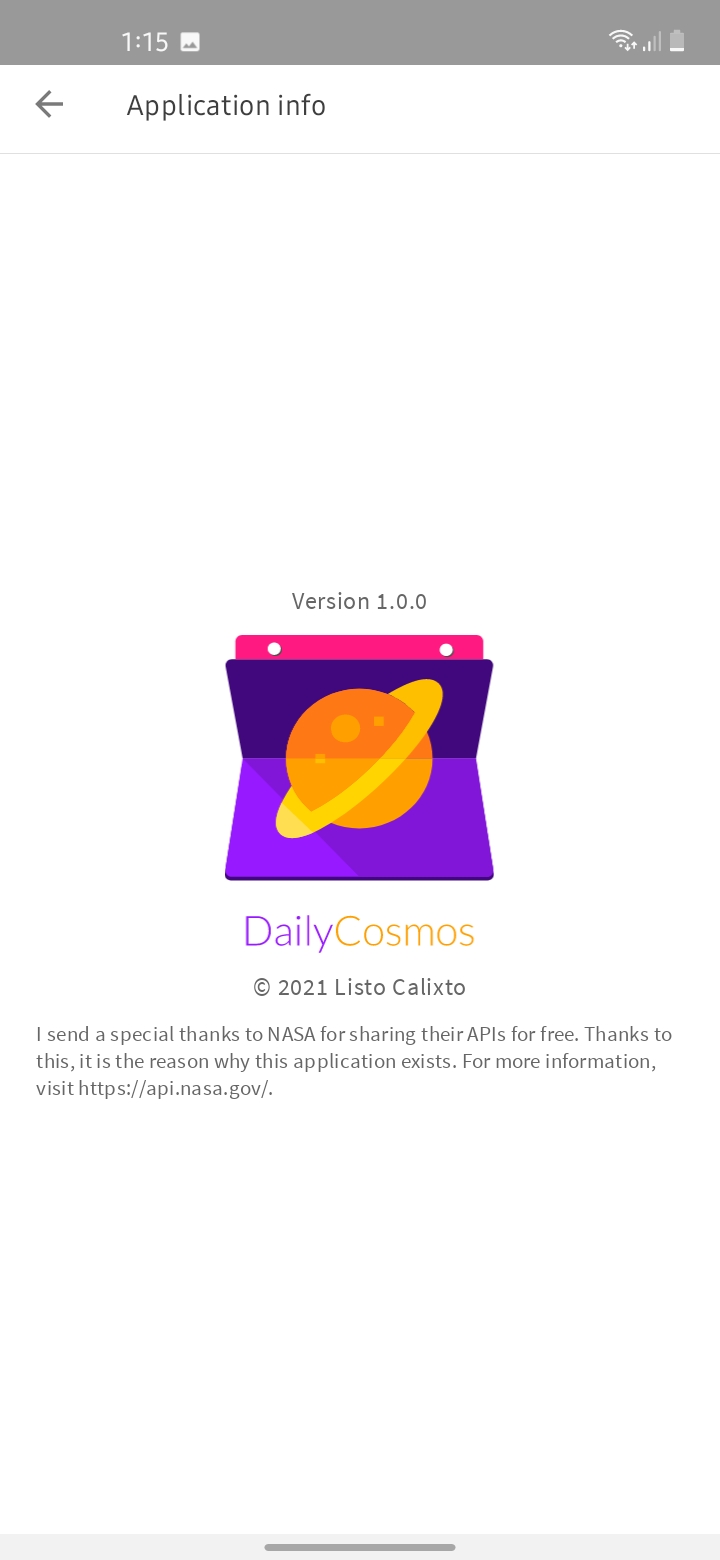 1:15
Application info
Version 1.0.0
DailyCosmos
© 2021 Listo Calixto
I send a special thanks to NASA for sharing their APIs for free. Thanks to
this, it is the reason why this application exists. For more information,
visit https://api.nasa.gov/.